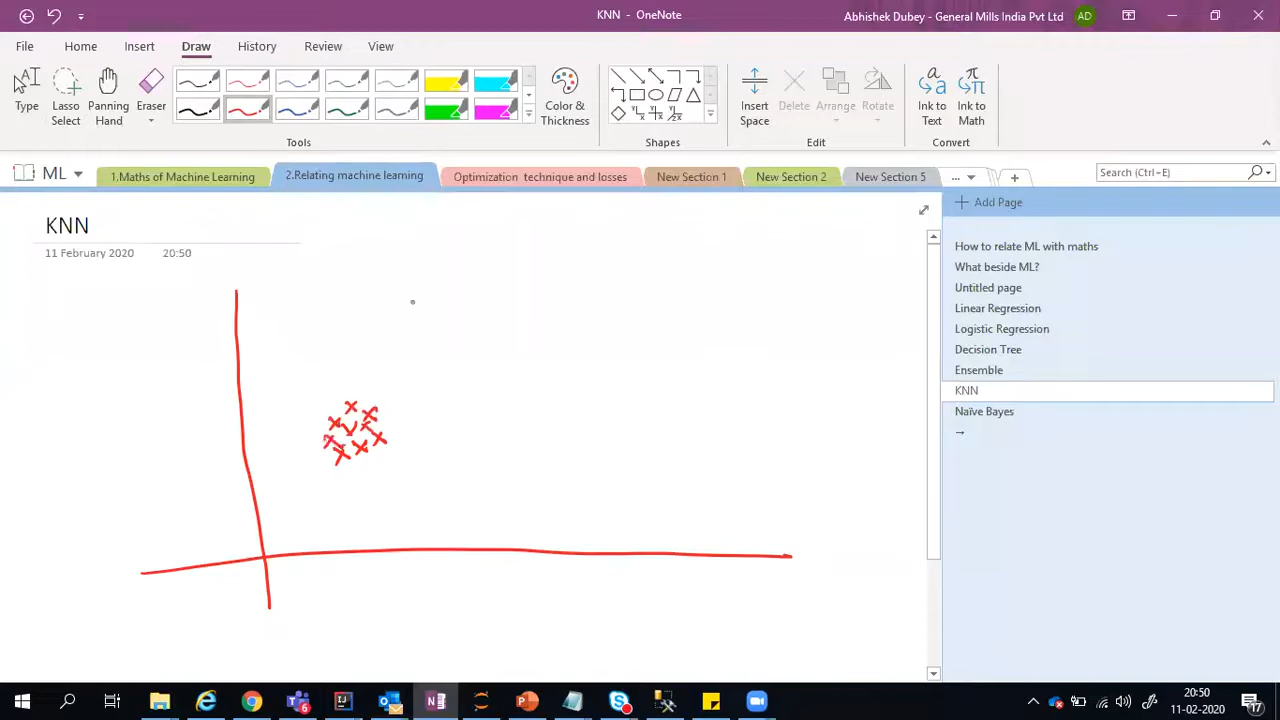 KNN - OneNote
Abhishek Dubey - General Mills India Pvt Ltd AD
File Home Insert Draw History Review View
Type Lasso Select Panning Hand Eraser
Color & Thickness
Insert Space Delete Arrange Rotate
Ink to Text Ink to Math
Tools Shapes Edit Convert
ML 1.Maths of Machine Learning 2.Relating machine learning Optimization technique and losses New Section 1 New Section 2 New Section 5 ... Search (Ctrl+E)
KNN
11 February 2020 20:50
Add Page
How to relate ML with maths
What beside ML?
Untitled page
Linear Regression
Logistic Regression
Decision Tree
Ensemble
KNN
Naïve Bayes
20:50
11-02-2020
17